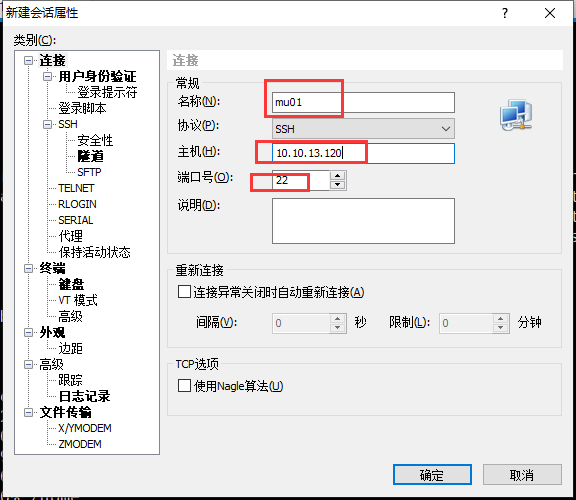 新建会话属性
类别(C):
连接
用户身份验证
登录提示符
登录脚本
SSH
安全性
隧道
SFTP
TELNET
RLOGIN
SERIAL
代理
保持活动状态
终端
键盘
VT 模式
高级
外观
边距
高级
跟踪
日志记录
文件传输
X/YMODEM
ZMODEM
连接
常规
名称(N): mu01
协议(P): SSH
主机(H): 10.10.13.120
端口号(O): 22
说明(D):
重新连接
连接异常关闭时自动重新连接(A)
间隔(V): 0 秒 限制(L): 0 分钟
TCP选项
使用Nagle算法(U)
确定 取消